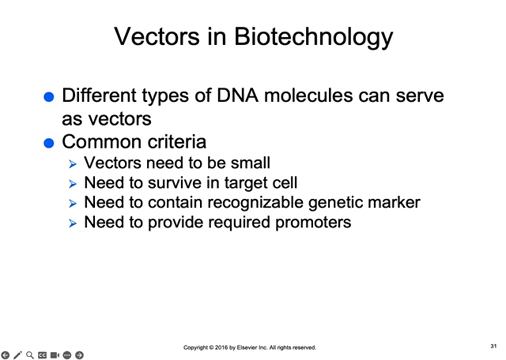 Vectors in Biotechnology
Different types of DNA molecules can serve
as vectors
Common criteria
Vectors need to be small
Need to survive in target cell
Need to contain recognizable genetic marker
Need to provide required promoters
Copyright © 2016 by Elsevier Inc. All rights reserved.
31